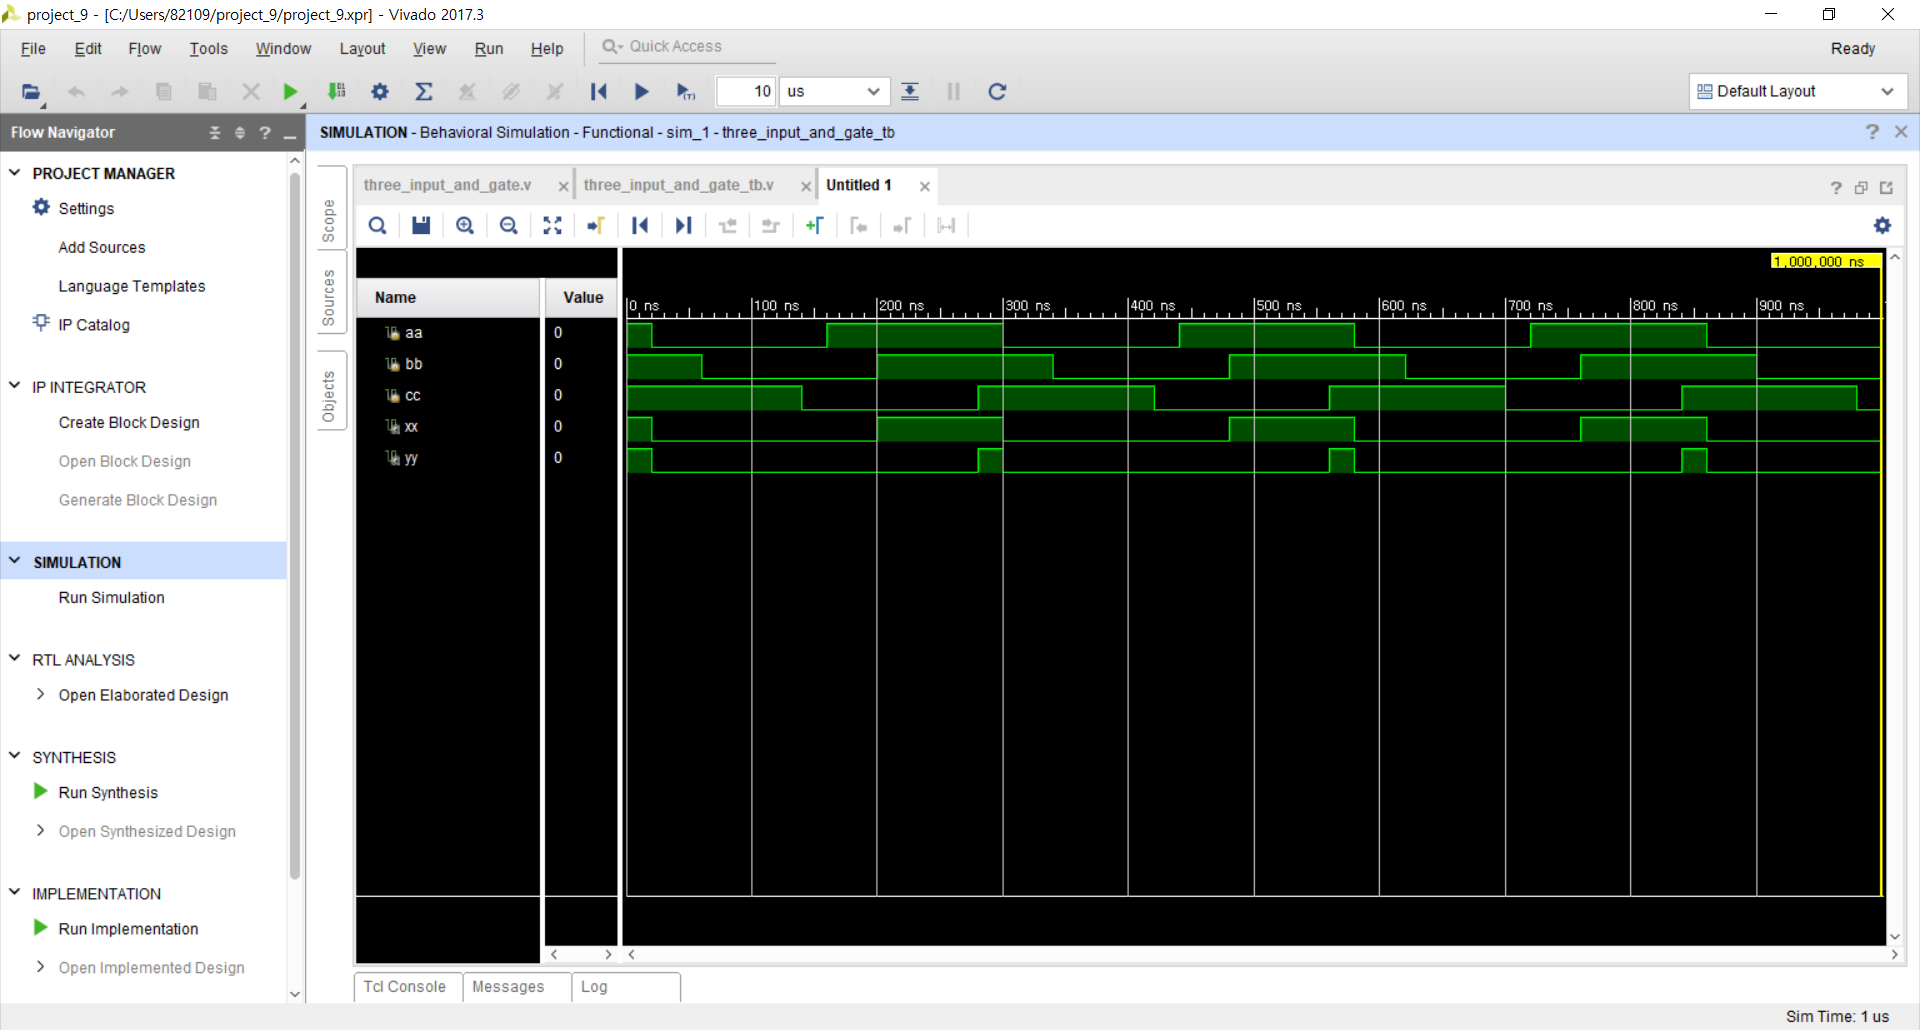 project_9 - [C:/Users/82109/project_9/project_9.xpr] - Vivado 2017.3
File Edit Flow Tools Window Layout View Run Help Quick Access Ready
10 us Default Layout
Flow Navigator
SIMULATION - Behavioral Simulation - Functional - sim_1 - three_input_and_gate_tb
PROJECT MANAGER
Settings
Add Sources
Language Templates
IP Catalog
IP INTEGRATOR
Create Block Design
Open Block Design
Generate Block Design
SIMULATION
Run Simulation
RTL ANALYSIS
Open Elaborated Design
SYNTHESIS
Run Synthesis
Open Synthesized Design
IMPLEMENTATION
Run Implementation
Open Implemented Design
Scope
Sources
Objects
three_input_and_gate.v three_input_and_gate_tb.v Untitled 1
1,000,000 ns
Name Value
0 ns 100 ns 200 ns 300 ns 400 ns 500 ns 600 ns 700 ns 800 ns 900 ns
aa 0
bb 0
cc 0
xx 0
yy 0
Tcl Console Messages Log
Sim Time: 1 us